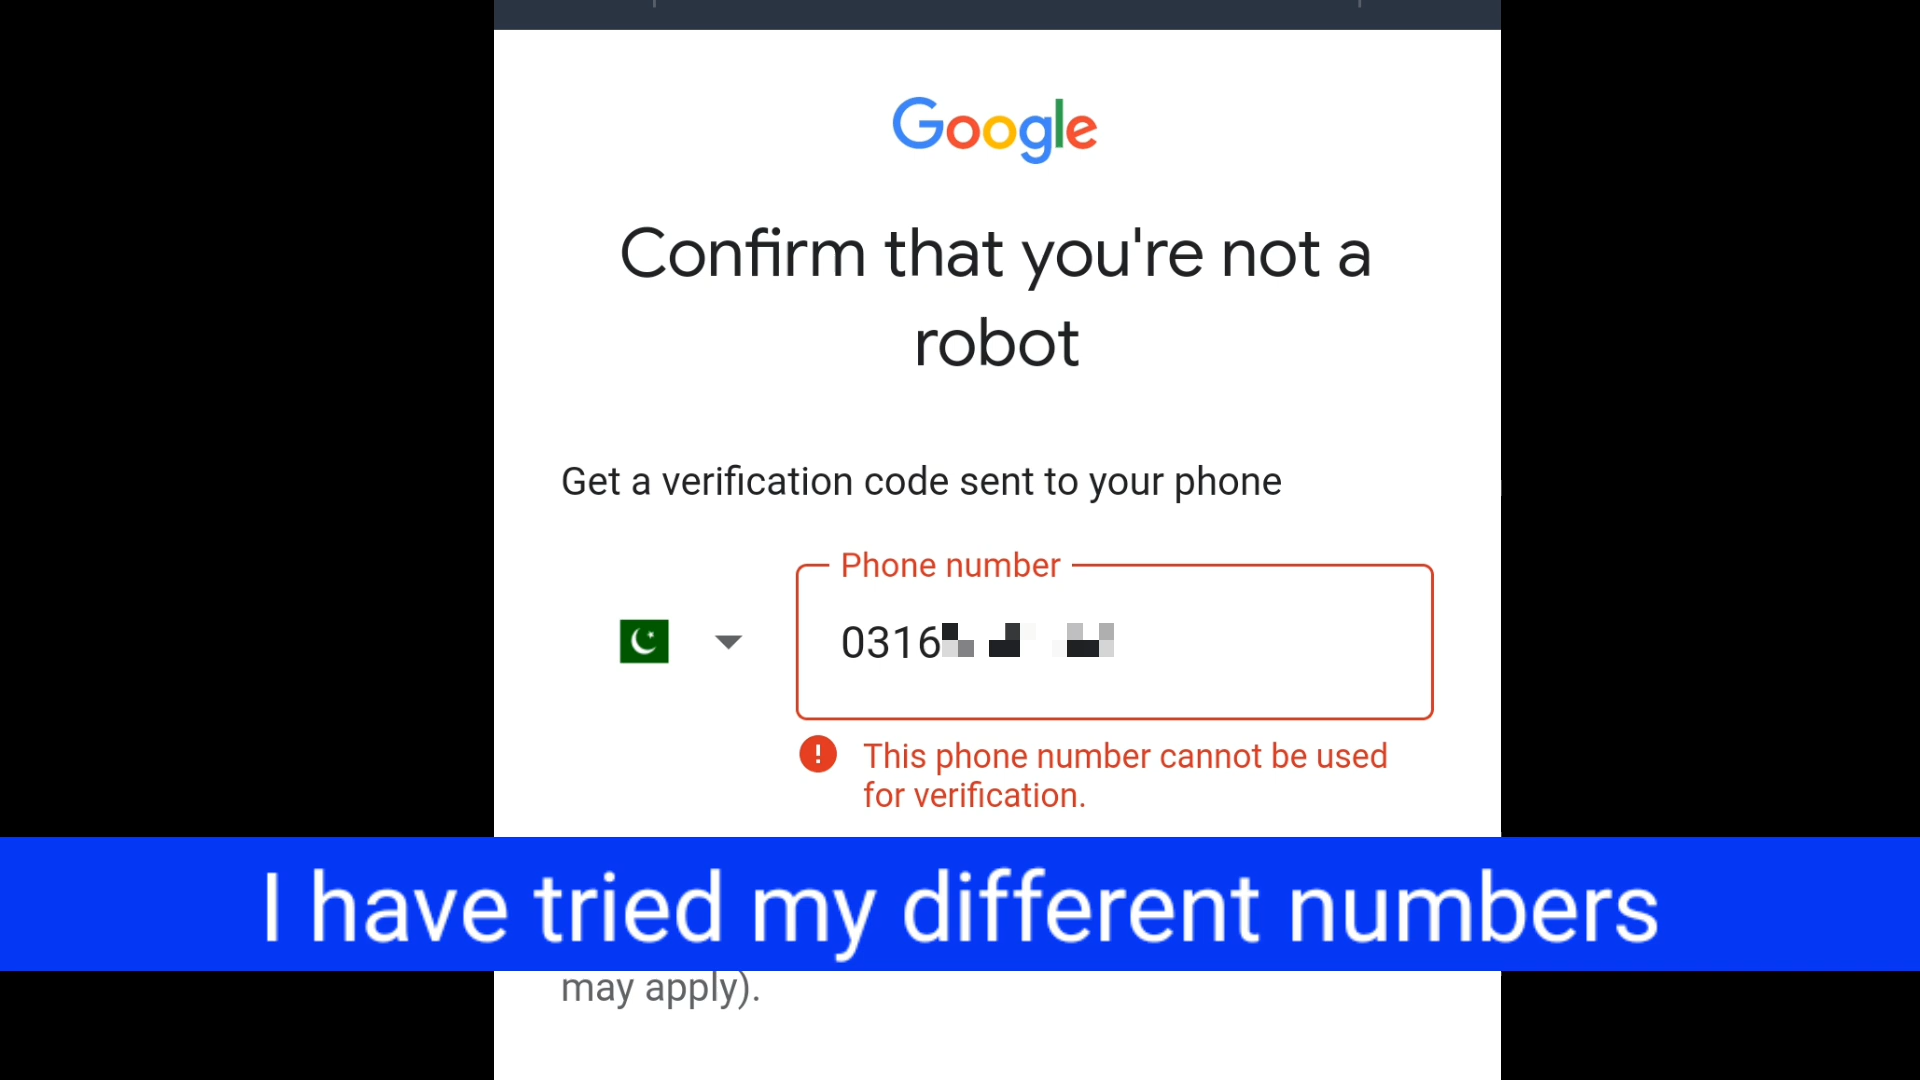 Google
Confirm that you're not a
robot
Get a verification code sent to your phone
Phone number
0316
This phone number cannot be used
for verification.
I have tried my different numbers
may apply).